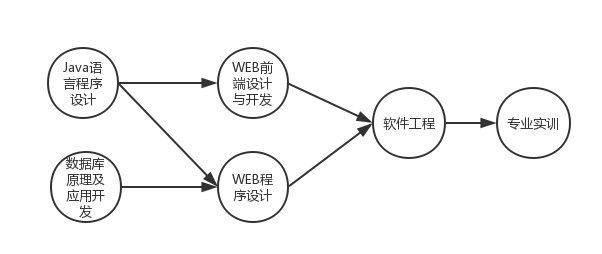 Java语
言程序
设计
WEB前
端设计
与开发
软件工程
专业实训
数据库
原理及
应用开
发
WEB程
序设计